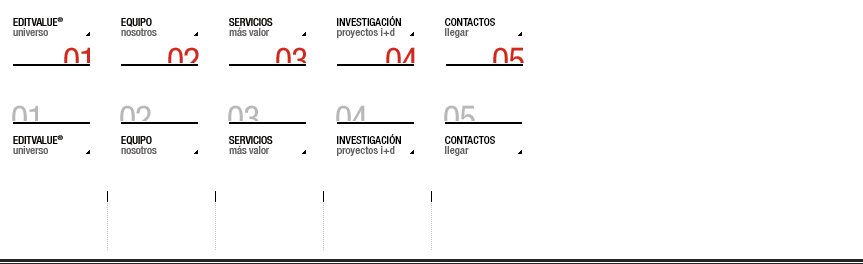 EDITVALUE® EQUIPO SERVICIOS INVESTIGACIÓN CONTACTOS
universo nosotros más valor proyectos i+d llegar
01 02 03 04 05
01 02 03 04 05
EDITVALUE® EQUIPO SERVICIOS INVESTIGACIÓN CONTACTOS
universo nosotros más valor proyectos i+d llegar